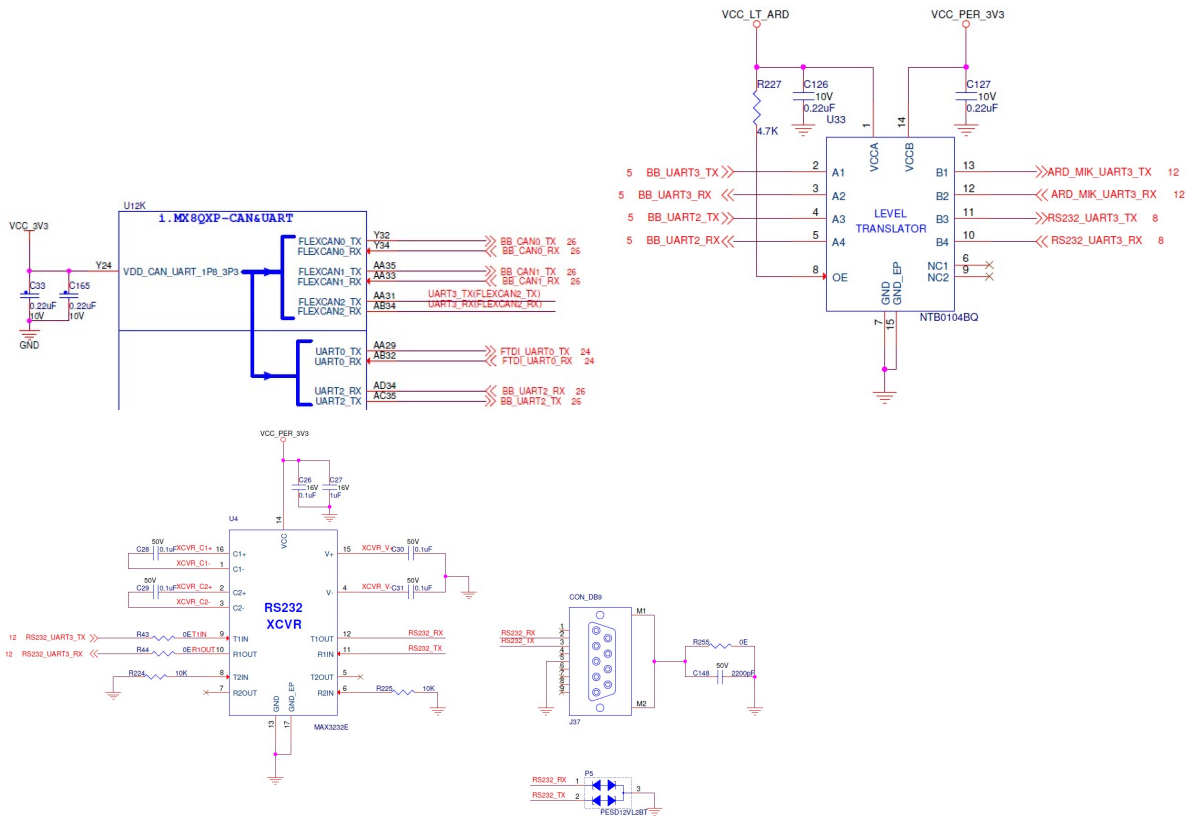 VCC_LT_ARD
VCC_PER_3V3
R227
4.7K
C126
10V
0.22uF
C127
10V
0.22uF
U33
1
14
VCCA
VCCB
5 BB_UART3_TX
2
A1
B1
13
ARD_MIK_UART3_TX 12
5 BB_UART3_RX
3
A2
B2
12
ARD_MIK_UART3_RX 12
5 BB_UART2_TX
4
A3
B3
11
RS232_UART3_TX 8
5 BB_UART2_RX
5
A4
B4
10
RS232_UART3_RX 8
LEVEL
TRANSLATOR
8
OE
NC1
6
NC2
9
GND
GND_EP
7
15
NTB0104BQ
U12K
i.MX8QXP-CAN&UART
VCC_3V3
Y24
VDD_CAN_UART_1P8_3P3
C33
0.22uF
10V
C165
0.22uF
10V
GND
FLEXCAN0_TX
Y32
BB_CAN0_TX 26
FLEXCAN0_RX
Y34
BB_CAN0_RX 26
FLEXCAN1_TX
AA35
BB_CAN1_TX 26
FLEXCAN1_RX
AA33
BB_CAN1_RX 26
FLEXCAN2_TX
AA31
UART3_TX(FLEXCAN2_TX)
FLEXCAN2_RX
AB34
UART3_RX(FLEXCAN2_RX)
UART0_TX
AA29
FTDI_UART0_TX 24
UART0_RX
AB32
FTDI_UART0_RX 24
UART2_RX
AD34
BB_UART2_RX 26
UART2_TX
AC35
BB_UART2_TX 26
VCC_PER_3V3
C26
16V
0.1uF
C27
16V
1uF
U4
14
VCC
C28
50V
0.1uF
XCVR_C1+
16
C1+
XCVR_C1-
1
C1-
C29
50V
0.1uF
XCVR_C2+
2
C2+
XCVR_C2-
3
C2-
V+
15
XCVR_V+
C30
50V
0.1uF
V-
4
XCVR_V-
C31
50V
0.1uF
RS232
XCVR
12 RS232_UART3_TX
R43
0E
T1IN
9
T1IN
12 RS232_UART3_RX
R44
0E
R1OUT
10
R1OUT
R224
10K
8
T2IN
7
R2OUT
T1OUT
12
RS232_RX
R1IN
11
RS232_TX
T2OUT
5
R2IN
6
R225
10K
GND
GND_EP
13
17
MAX3232E
CON_DB9
RS232_RX
RS232_TX
1
2
3
4
5
6
7
8
9
M1
M2
J37
R255
0E
C148
50V
2200pF
P5
RS232_RX
1
RS232_TX
2
3
PESD12VL2BT